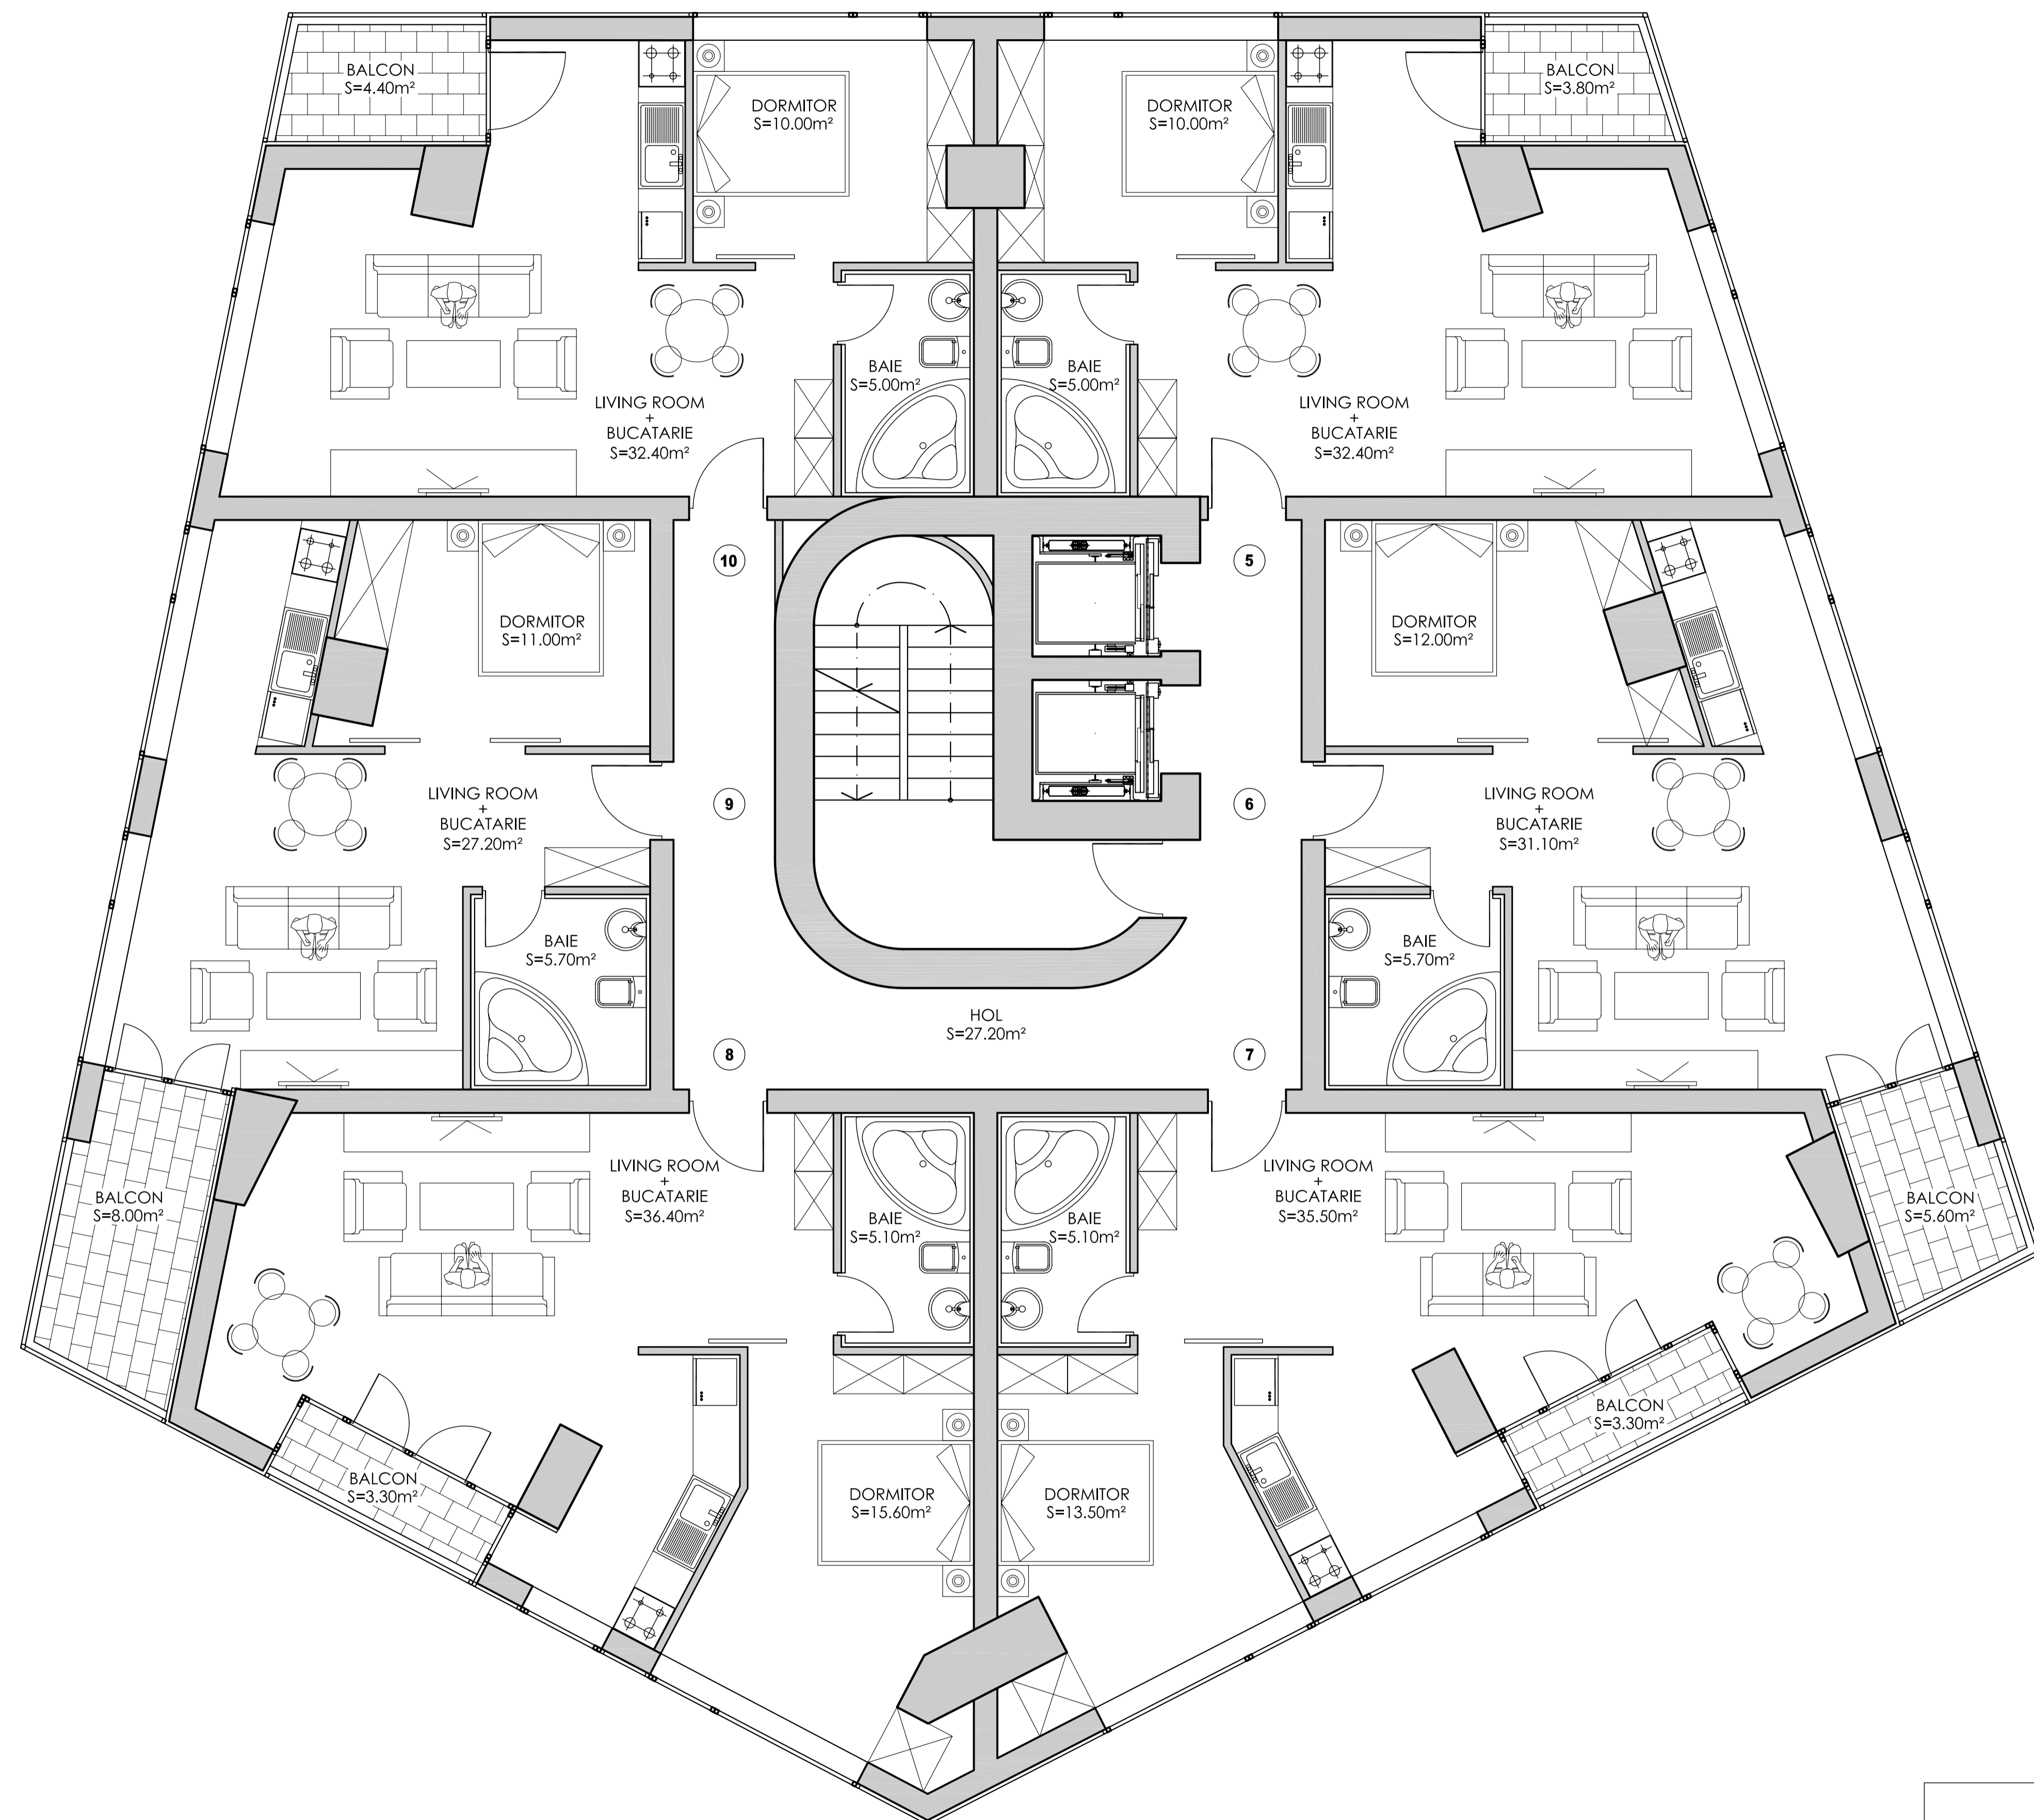 BALCON
S=4.40m²
DORMITOR
S=10.00m²
DORMITOR
S=10.00m²
BALCON
S=3.80m²
BAIE
S=5.00m²
BAIE
S=5.00m²
LIVING ROOM
+
BUCATARIE
S=32.40m²
LIVING ROOM
+
BUCATARIE
S=32.40m²
10
5
DORMITOR
S=11.00m²
DORMITOR
S=12.00m²
LIVING ROOM
+
BUCATARIE
S=27.20m²
9
6
LIVING ROOM
+
BUCATARIE
S=31.10m²
BAIE
S=5.70m²
BAIE
S=5.70m²
HOL
S=27.20m²
8
7
BALCON
S=8.00m²
LIVING ROOM
+
BUCATARIE
S=36.40m²
BAIE
S=5.10m²
BAIE
S=5.10m²
LIVING ROOM
+
BUCATARIE
S=35.50m²
BALCON
S=5.60m²
BALCON
S=3.30m²
BALCON
S=3.30m²
DORMITOR
S=15.60m²
DORMITOR
S=13.50m²